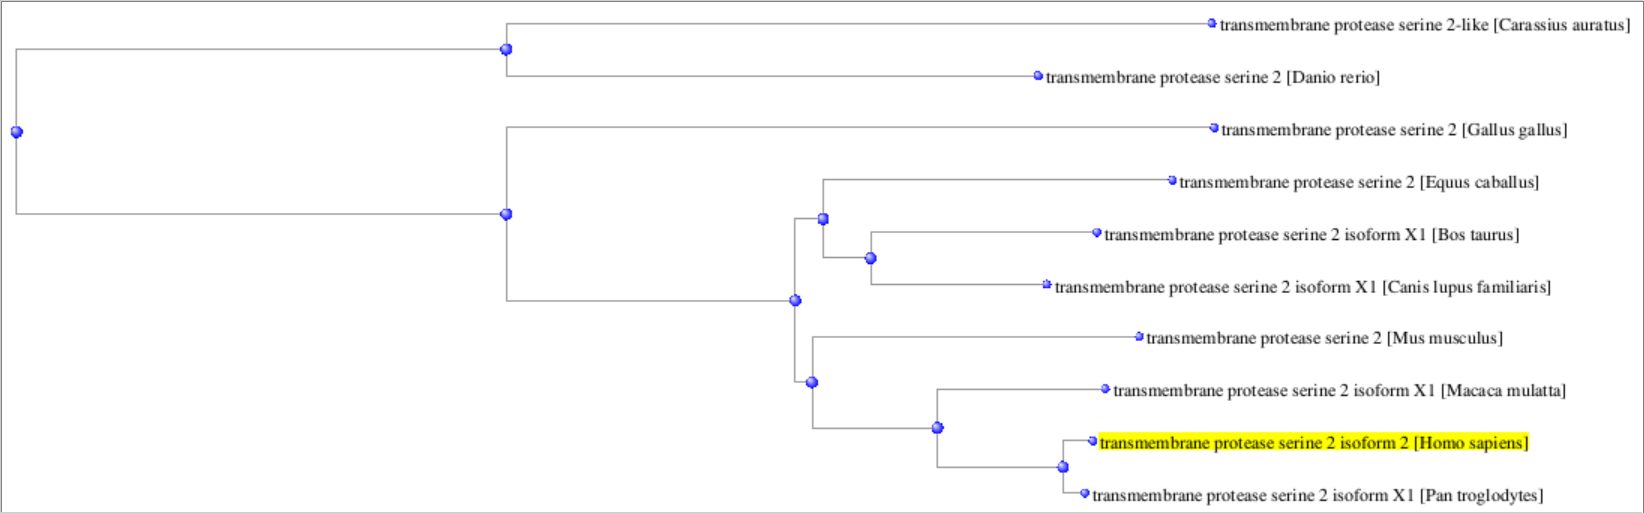 transmembrane protease serine 2-like [Carassius auratus]
transmembrane protease serine 2 [Danio rerio]
transmembrane protease serine 2 [Gallus gallus]
transmembrane protease serine 2 [Equus caballus]
transmembrane protease serine 2 isoform X1 [Bos taurus]
transmembrane protease serine 2 isoform X1 [Canis lupus familiaris]
transmembrane protease serine 2 [Mus musculus]
transmembrane protease serine 2 isoform X1 [Macaca mulatta]
transmembrane protease serine 2 isoform 2 [Homo sapiens]
transmembrane protease serine 2 isoform X1 [Pan troglodytes]